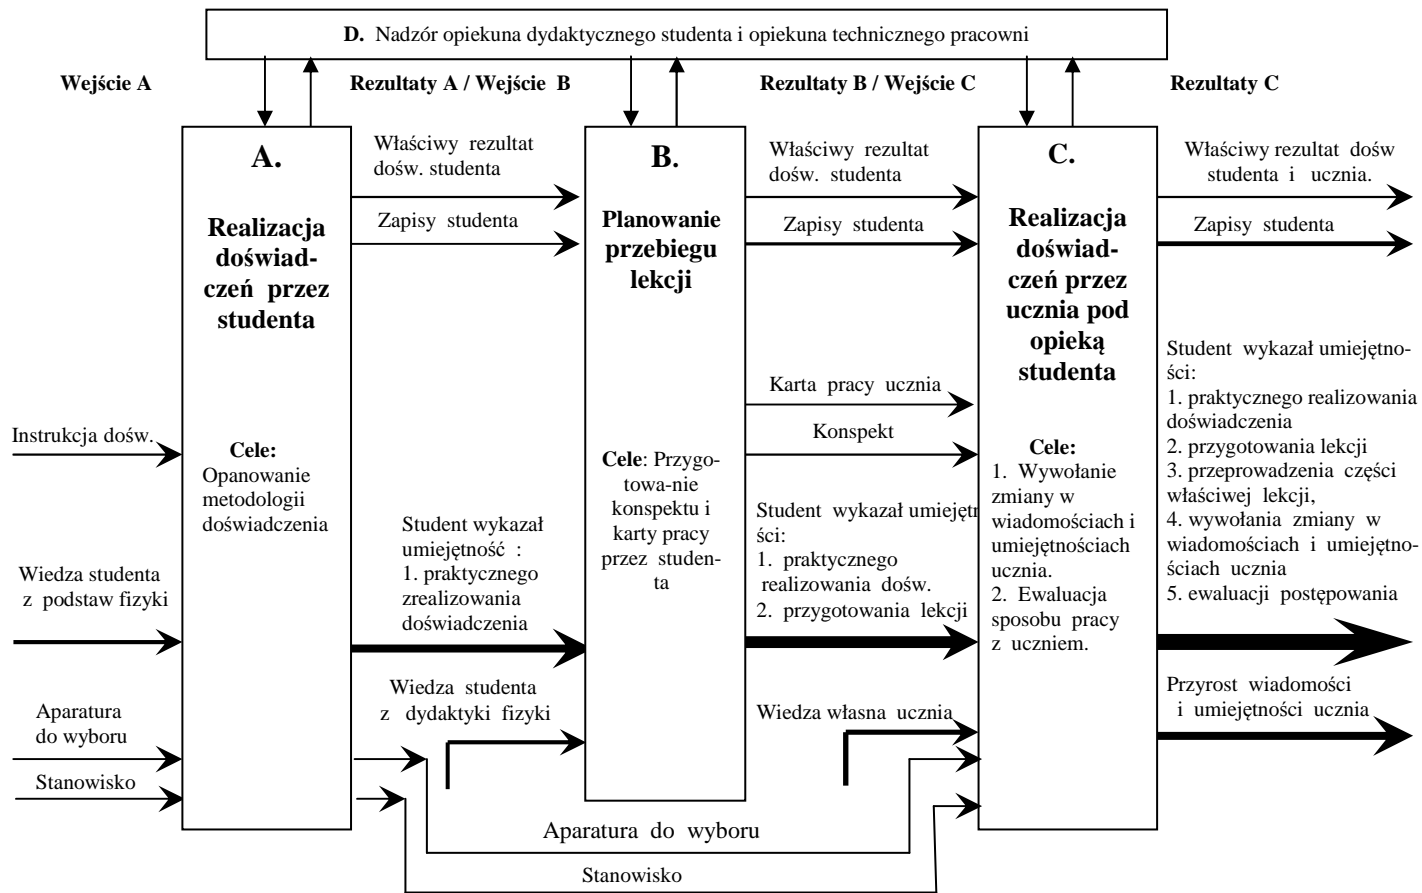 D. Nadzór opiekuna dydaktycznego studenta i opiekuna technicznego pracowni
Wejście A
Rezultaty A / Wejście B
Rezultaty B / Wejście C
Rezultaty C
A.
Realizacja
doświad-
czeń przez
studenta
Cele:
Opanowanie
metodologii
doświadczenia
Instrukcja dośw.
Wiedza studenta
z podstaw fizyki
Aparatura
do wyboru
Stanowisko
Właściwy rezultat
dośw. studenta
Zapisy studenta
Student wykazał
umiejętność :
1. praktycznego
zrealizowania
doświadczenia
Wiedza studenta
z dydaktyki fizyki
B.
Planowanie
przebiegu
lekcji
Cele: Przygo-
towa-nie
konspektu i
karty pracy
przez studen-
ta
Właściwy rezultat
dośw. studenta
Zapisy studenta
Karta pracy ucznia
Konspekt
Student wykazał umiejętn
ści:
1. praktycznego
realizowania dośw.
2. przygotowania lekcji
Wiedza własna ucznia
C.
Realizacja
doświad-
czeń przez
ucznia pod
opieką
studenta
Cele:
1. Wywołanie
zmiany w
wiadomościach i
umiejętnościach
ucznia.
2. Ewaluacja
sposobu pracy
z uczniem.
Właściwy rezultat dośw
studenta i ucznia.
Zapisy studenta
Student wykazał umiejętno-
ści:
1. praktycznego realizowania
doświadczenia
2. przygotowania lekcji
3. przeprowadzenia części
właściwej lekcji,
4. wywołania zmiany w
wiadomościach i umiejętno-
ściach ucznia
5. ewaluacji postępowania
Przyrost wiadomości
i umiejętności ucznia
Aparatura do wyboru
Stanowisko